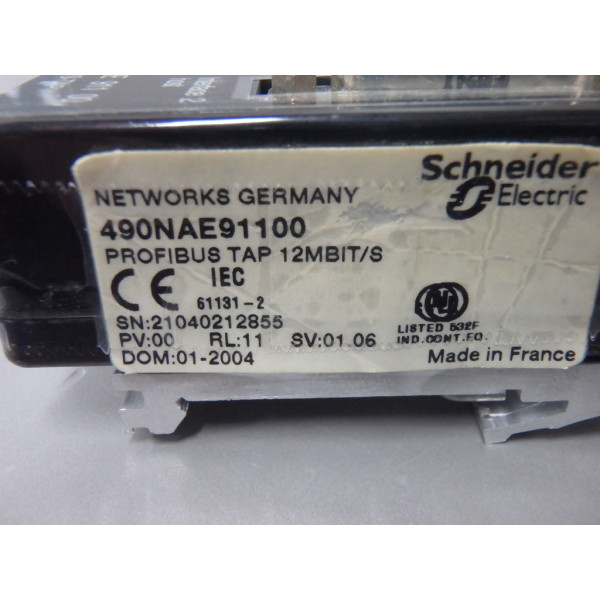 Schneider
Electric
NETWORKS GERMANY
490NAE91100
PROFIBUS TAP 12MBIT/S
CE
IEC
61131-2
SN:21040212855
PV:00 RL:11 SV:01.06
DOM:01-2004
LISTED 532F
IND.CONT.EQ.
Made in France